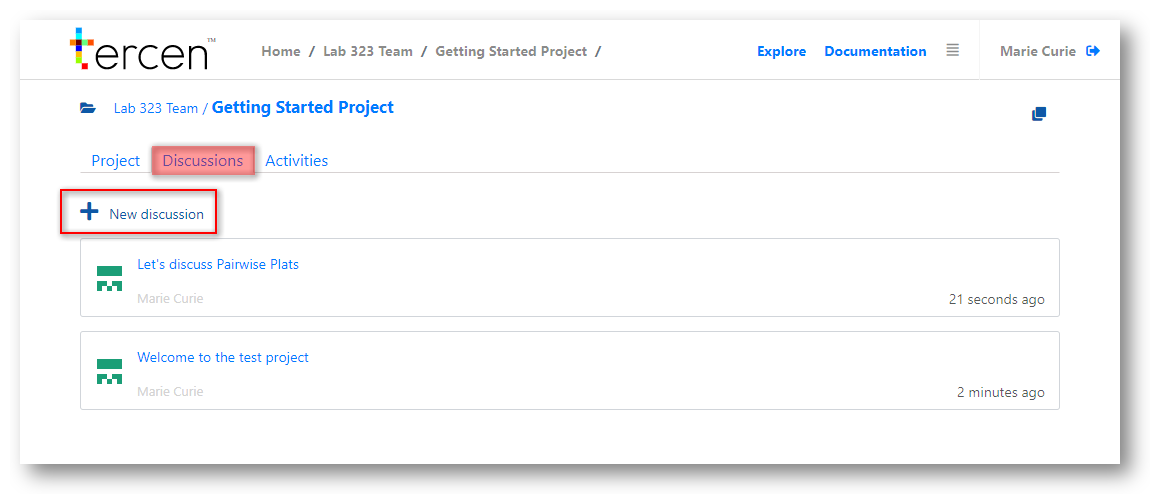 tercen™ Home / Lab 323 Team / Getting Started Project / Explore Documentation Marie Curie
Lab 323 Team / Getting Started Project
Project Discussions Activities
New discussion
Let's discuss Pairwise Plats
Marie Curie
21 seconds ago
Welcome to the test project
Marie Curie
2 minutes ago